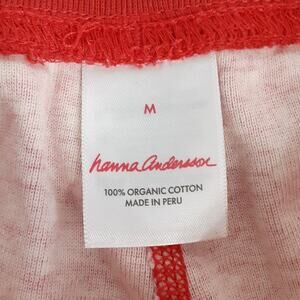 M
hanna andersson
100% ORGANIC COTTON
MADE IN PERU